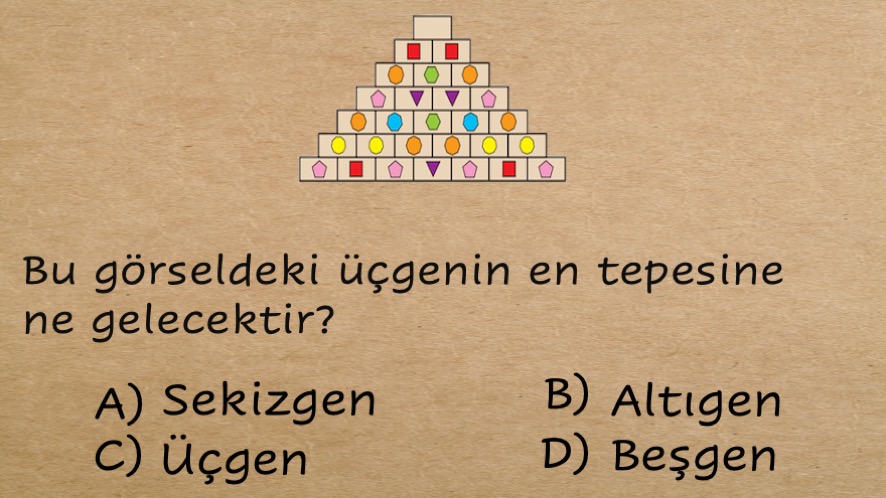 Bu görseldeki üçgenin en tepesine
ne gelecektir?
A) Sekizgen
B) Altıgen
C) Üçgen
D) Beşgen